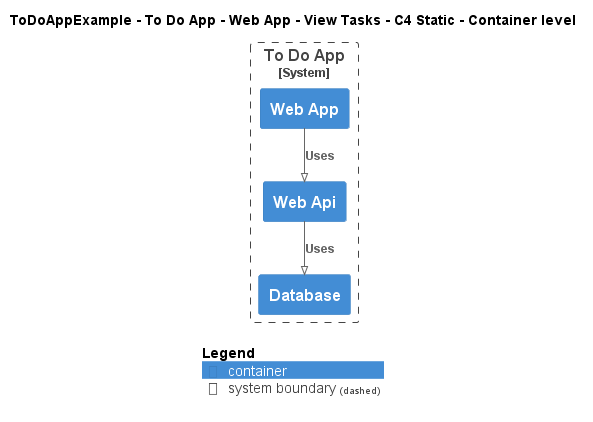 ToDoAppExample - To Do App - Web App - View Tasks - C4 Static - Container level
To Do App
[System]
Web App
Uses
Web Api
Uses
Database
Legend
container
system boundary (dashed)